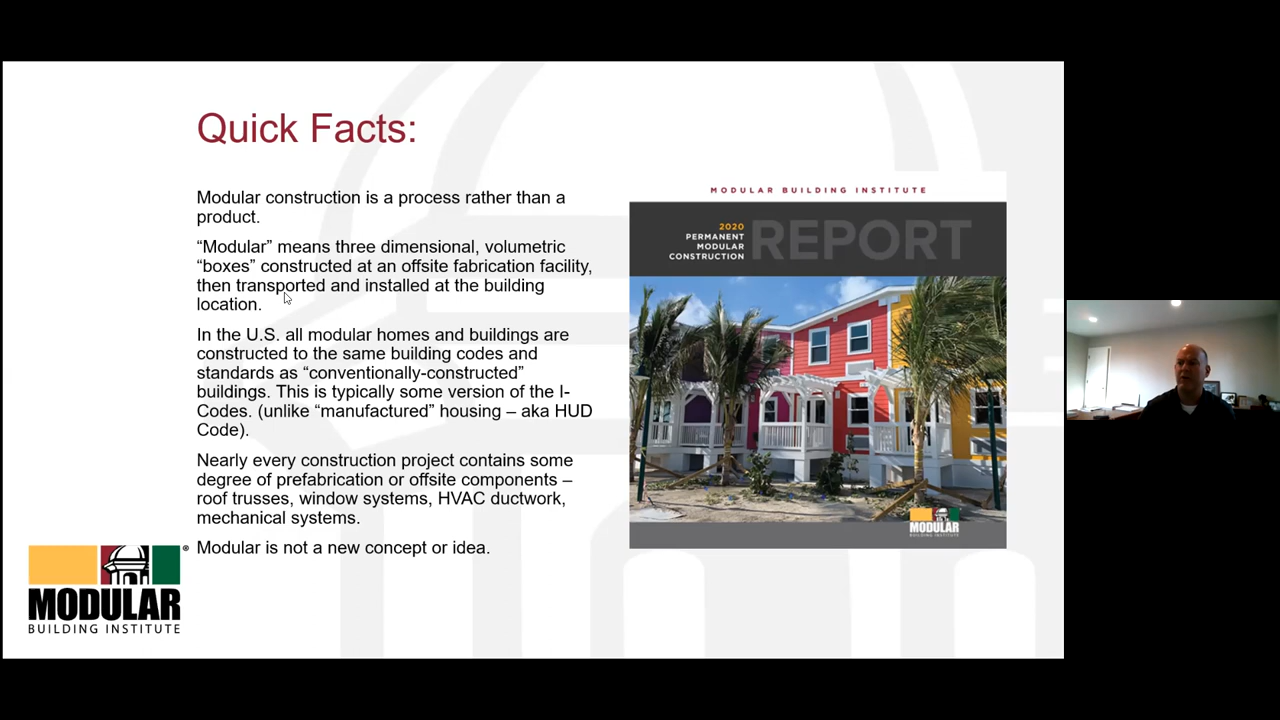 Quick Facts:
Modular construction is a process rather than a
product.
“Modular” means three dimensional, volumetric
“boxes” constructed at an offsite fabrication facility,
then transported and installed at the building
location.
In the U.S. all modular homes and buildings are
constructed to the same building codes and
standards as “conventionally-constructed”
buildings. This is typically some version of the I-
Codes. (unlike “manufactured” housing – aka HUD
Code).
Nearly every construction project contains some
degree of prefabrication or offsite components –
roof trusses, window systems, HVAC ductwork,
mechanical systems.
Modular is not a new concept or idea.
MODULAR BUILDING INSTITUTE
2020
PERMANENT
MODULAR
CONSTRUCTION
REPORT
MODULAR
BUILDING INSTITUTE
®
MODULAR
BUILDING INSTITUTE